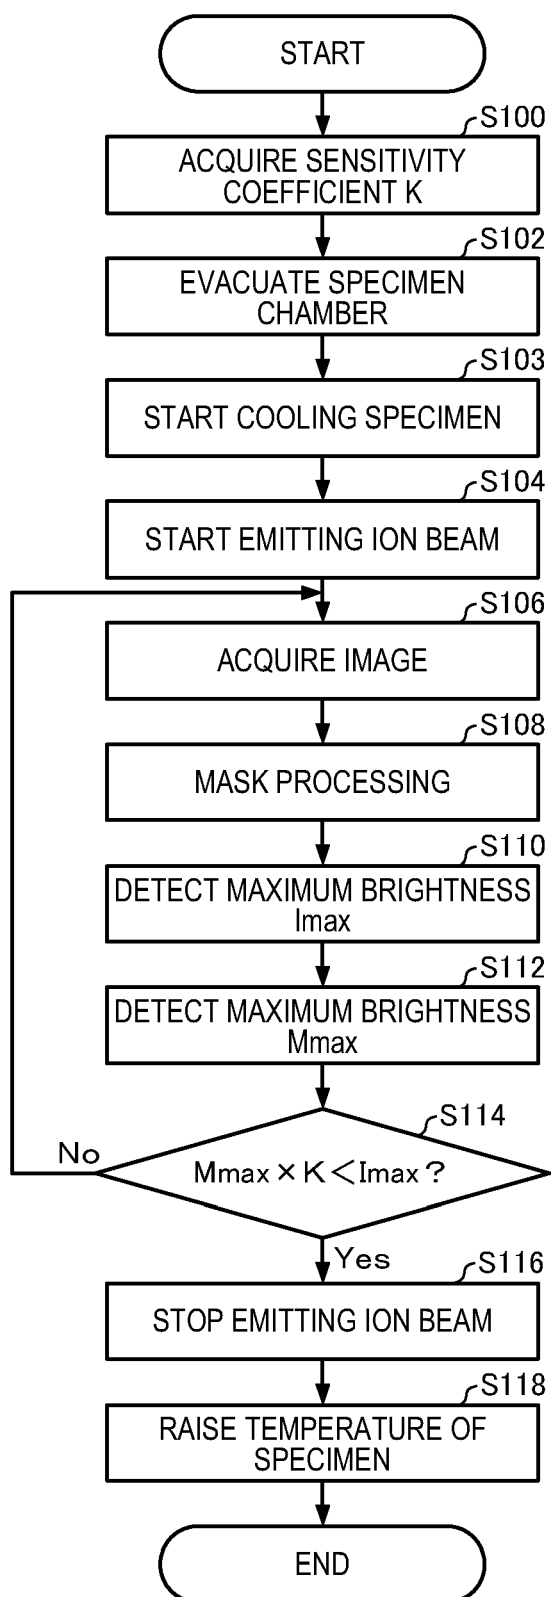 START
S100
ACQUIRE SENSITIVITY
COEFFICIENT K
S102
EVACUATE SPECIMEN
CHAMBER
S103
START COOLING SPECIMEN
S104
START EMITTING ION BEAM
S106
ACQUIRE IMAGE
S108
MASK PROCESSING
S110
DETECT MAXIMUM BRIGHTNESS
Imax
S112
DETECT MAXIMUM BRIGHTNESS
Mmax
S114
No
Mmax × K < Imax ?
Yes
S116
STOP EMITTING ION BEAM
S118
RAISE TEMPERATURE OF
SPECIMEN
END